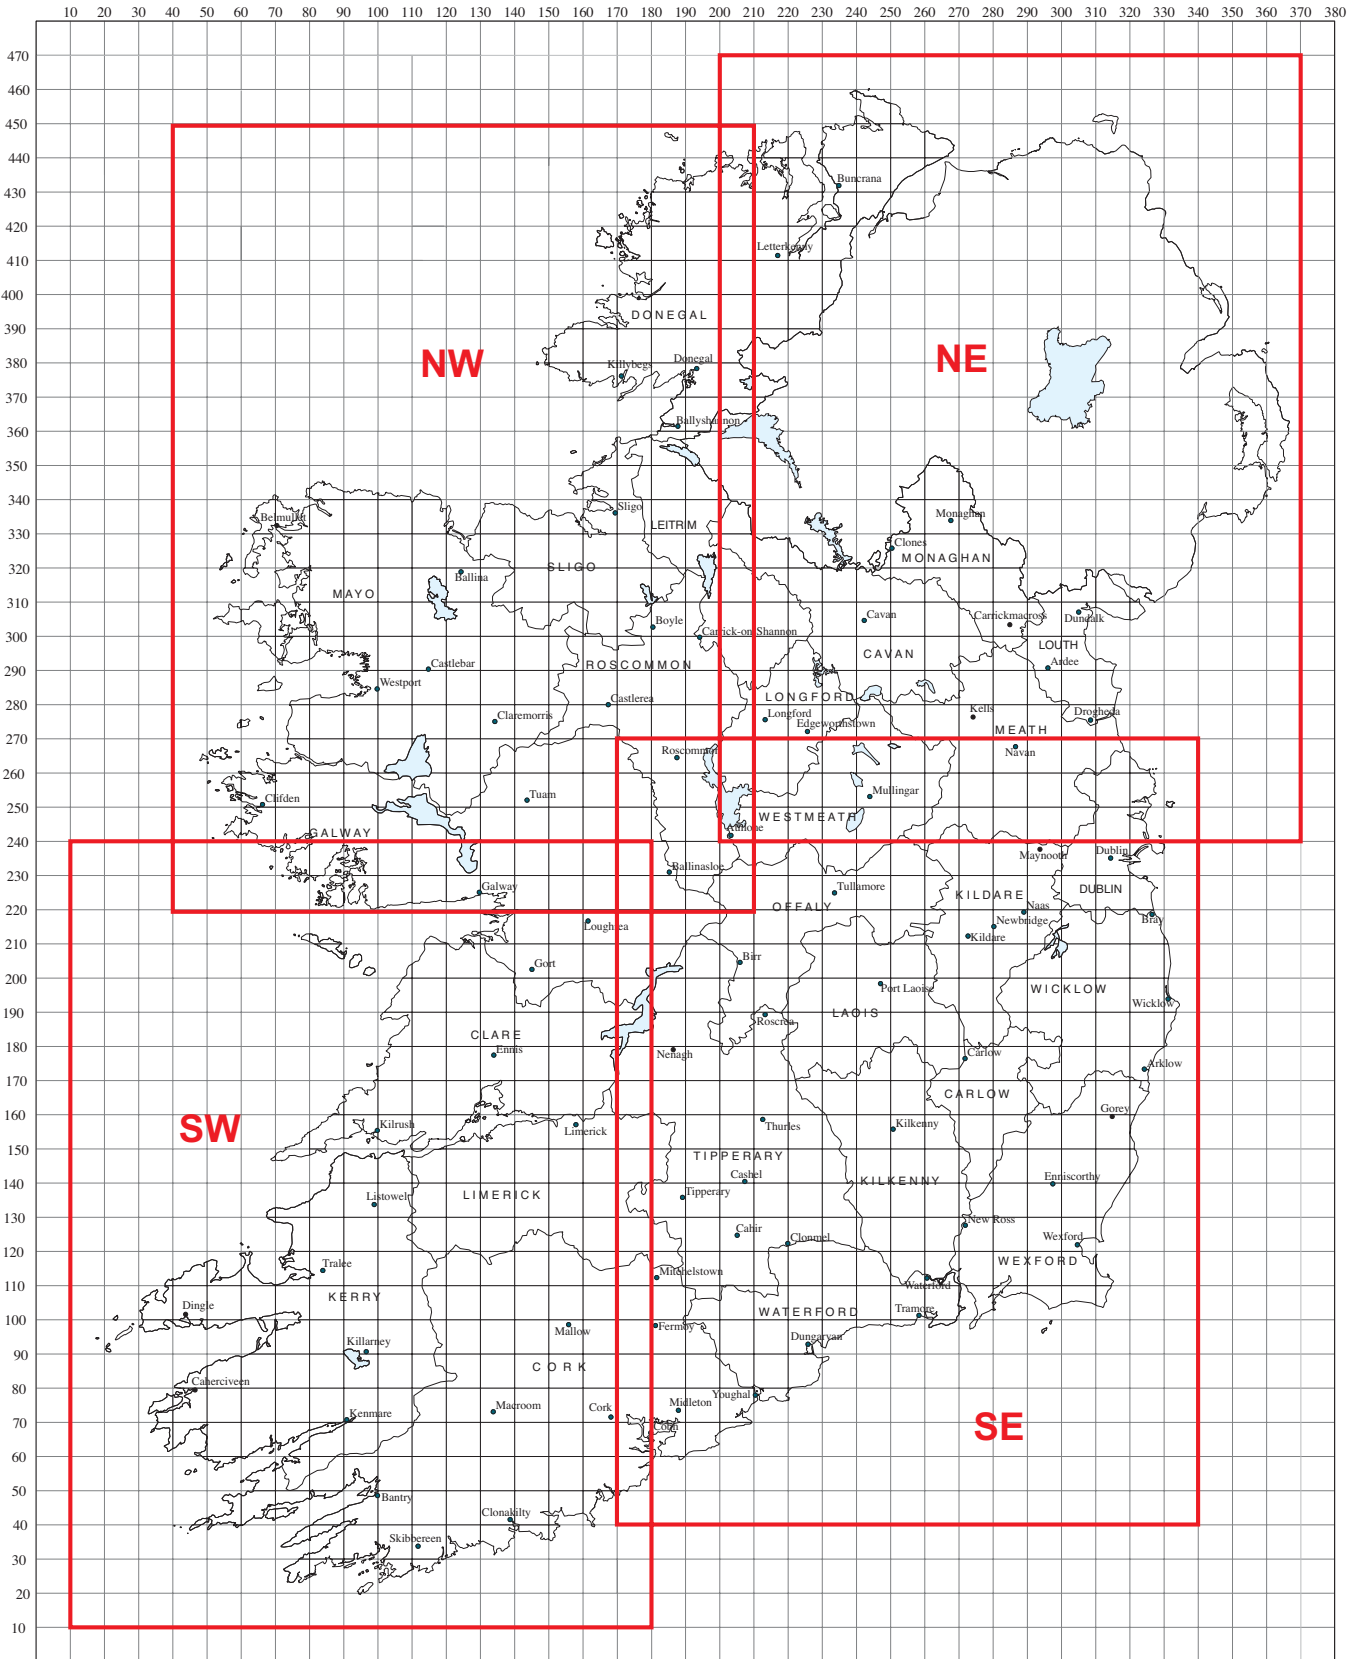 10 20 30 40 50 60 70 80 90 100 110 120 130 140 150 160 170 180 190 200 210 220 230 240 250 260 270 280 290 300 310 320 330 340 350 360 370 380
470
460
450
440
430
Buncrana
420
Letterkenny
410
400
DONEGAL
390
NW
NE
380
Killybegs
Donegal
370
Ballyshannon
360
350
340
Belmullet
Sligo
Monaghan
330
LEITRIM
Clones
MONAGHAN
320
Ballina
SLIGO
MAYO
310
Boyle
Cavan
Carrickmacross
Dundalk
300
Carrick-on Shannon
LOUTH
CAVAN
Castlebar
ROSCOMMON
Ardee
290
Westport
Castlerea
LONGFORD
280
Claremorris
Longford
Edgeworthstown
Kells
Drogheda
MEATH
270
Roscommon
Navan
260
Clifden
Tuam
Mullingar
250
WESTMEATH
GALWAY
Athlone
240
Maynooth
Dublin
230
Ballinasloe
Galway
Tullamore
KILDARE
DUBLIN
220
OFFALY
Naas
Loughrea
Newbridge
Bray
210
Kildare
Gort
Birr
200
Port Laoise
WICKLOW
Wicklow
190
Roscrea
LAOIS
CLARE
180
Ennis
Nenagh
Carlow
Arklow
170
CARLOW
SW
Gorey
160
Kilrush
Limerick
Thurles
Kilkenny
150
TIPPERARY
Cashel
Enniscorthy
140
Listowel
LIMERICK
Tipperary
KILKENNY
130
New Ross
Cahir
Clonmel
Wexford
120
Tralee
Mitchelstown
WEXFORD
110
Waterford
KERRY
Dingle
WATERFORD
Tramore
100
Mallow
Fermoy
Killarney
Dungarvan
90
CORK
Caherciveen
80
Youghal
Macroom
Cork
Midleton
70
Kenmare
Cobh
SE
60
50
Bantry
Clonakilty
40
Skibbereen
30
20
10